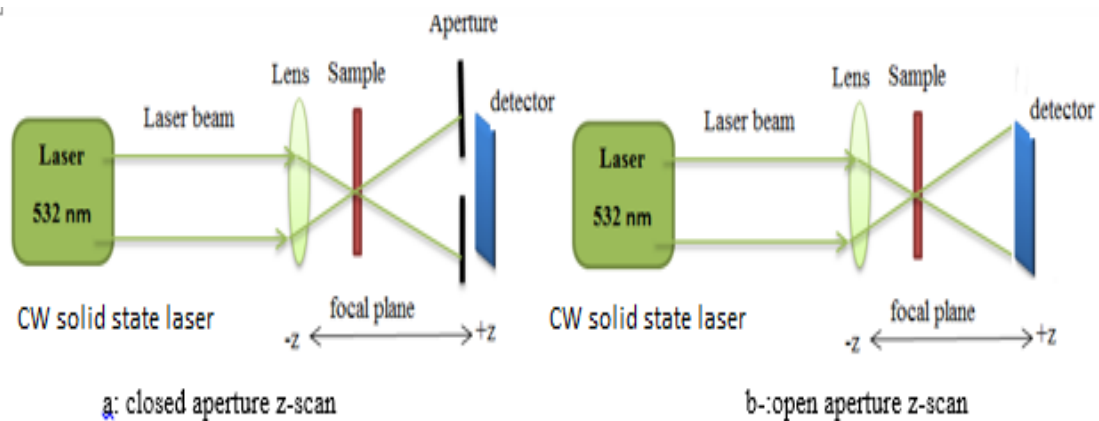 Aperture
Lens
Sample
detector
Laser beam
Laser
532 nm
focal plane
-z
+z
CW solid state laser
a: closed aperture z-scan
Lens
Sample
detector
Laser beam
Laser
532 nm
focal plane
-z
+z
CW solid state laser
b-:open aperture z-scan